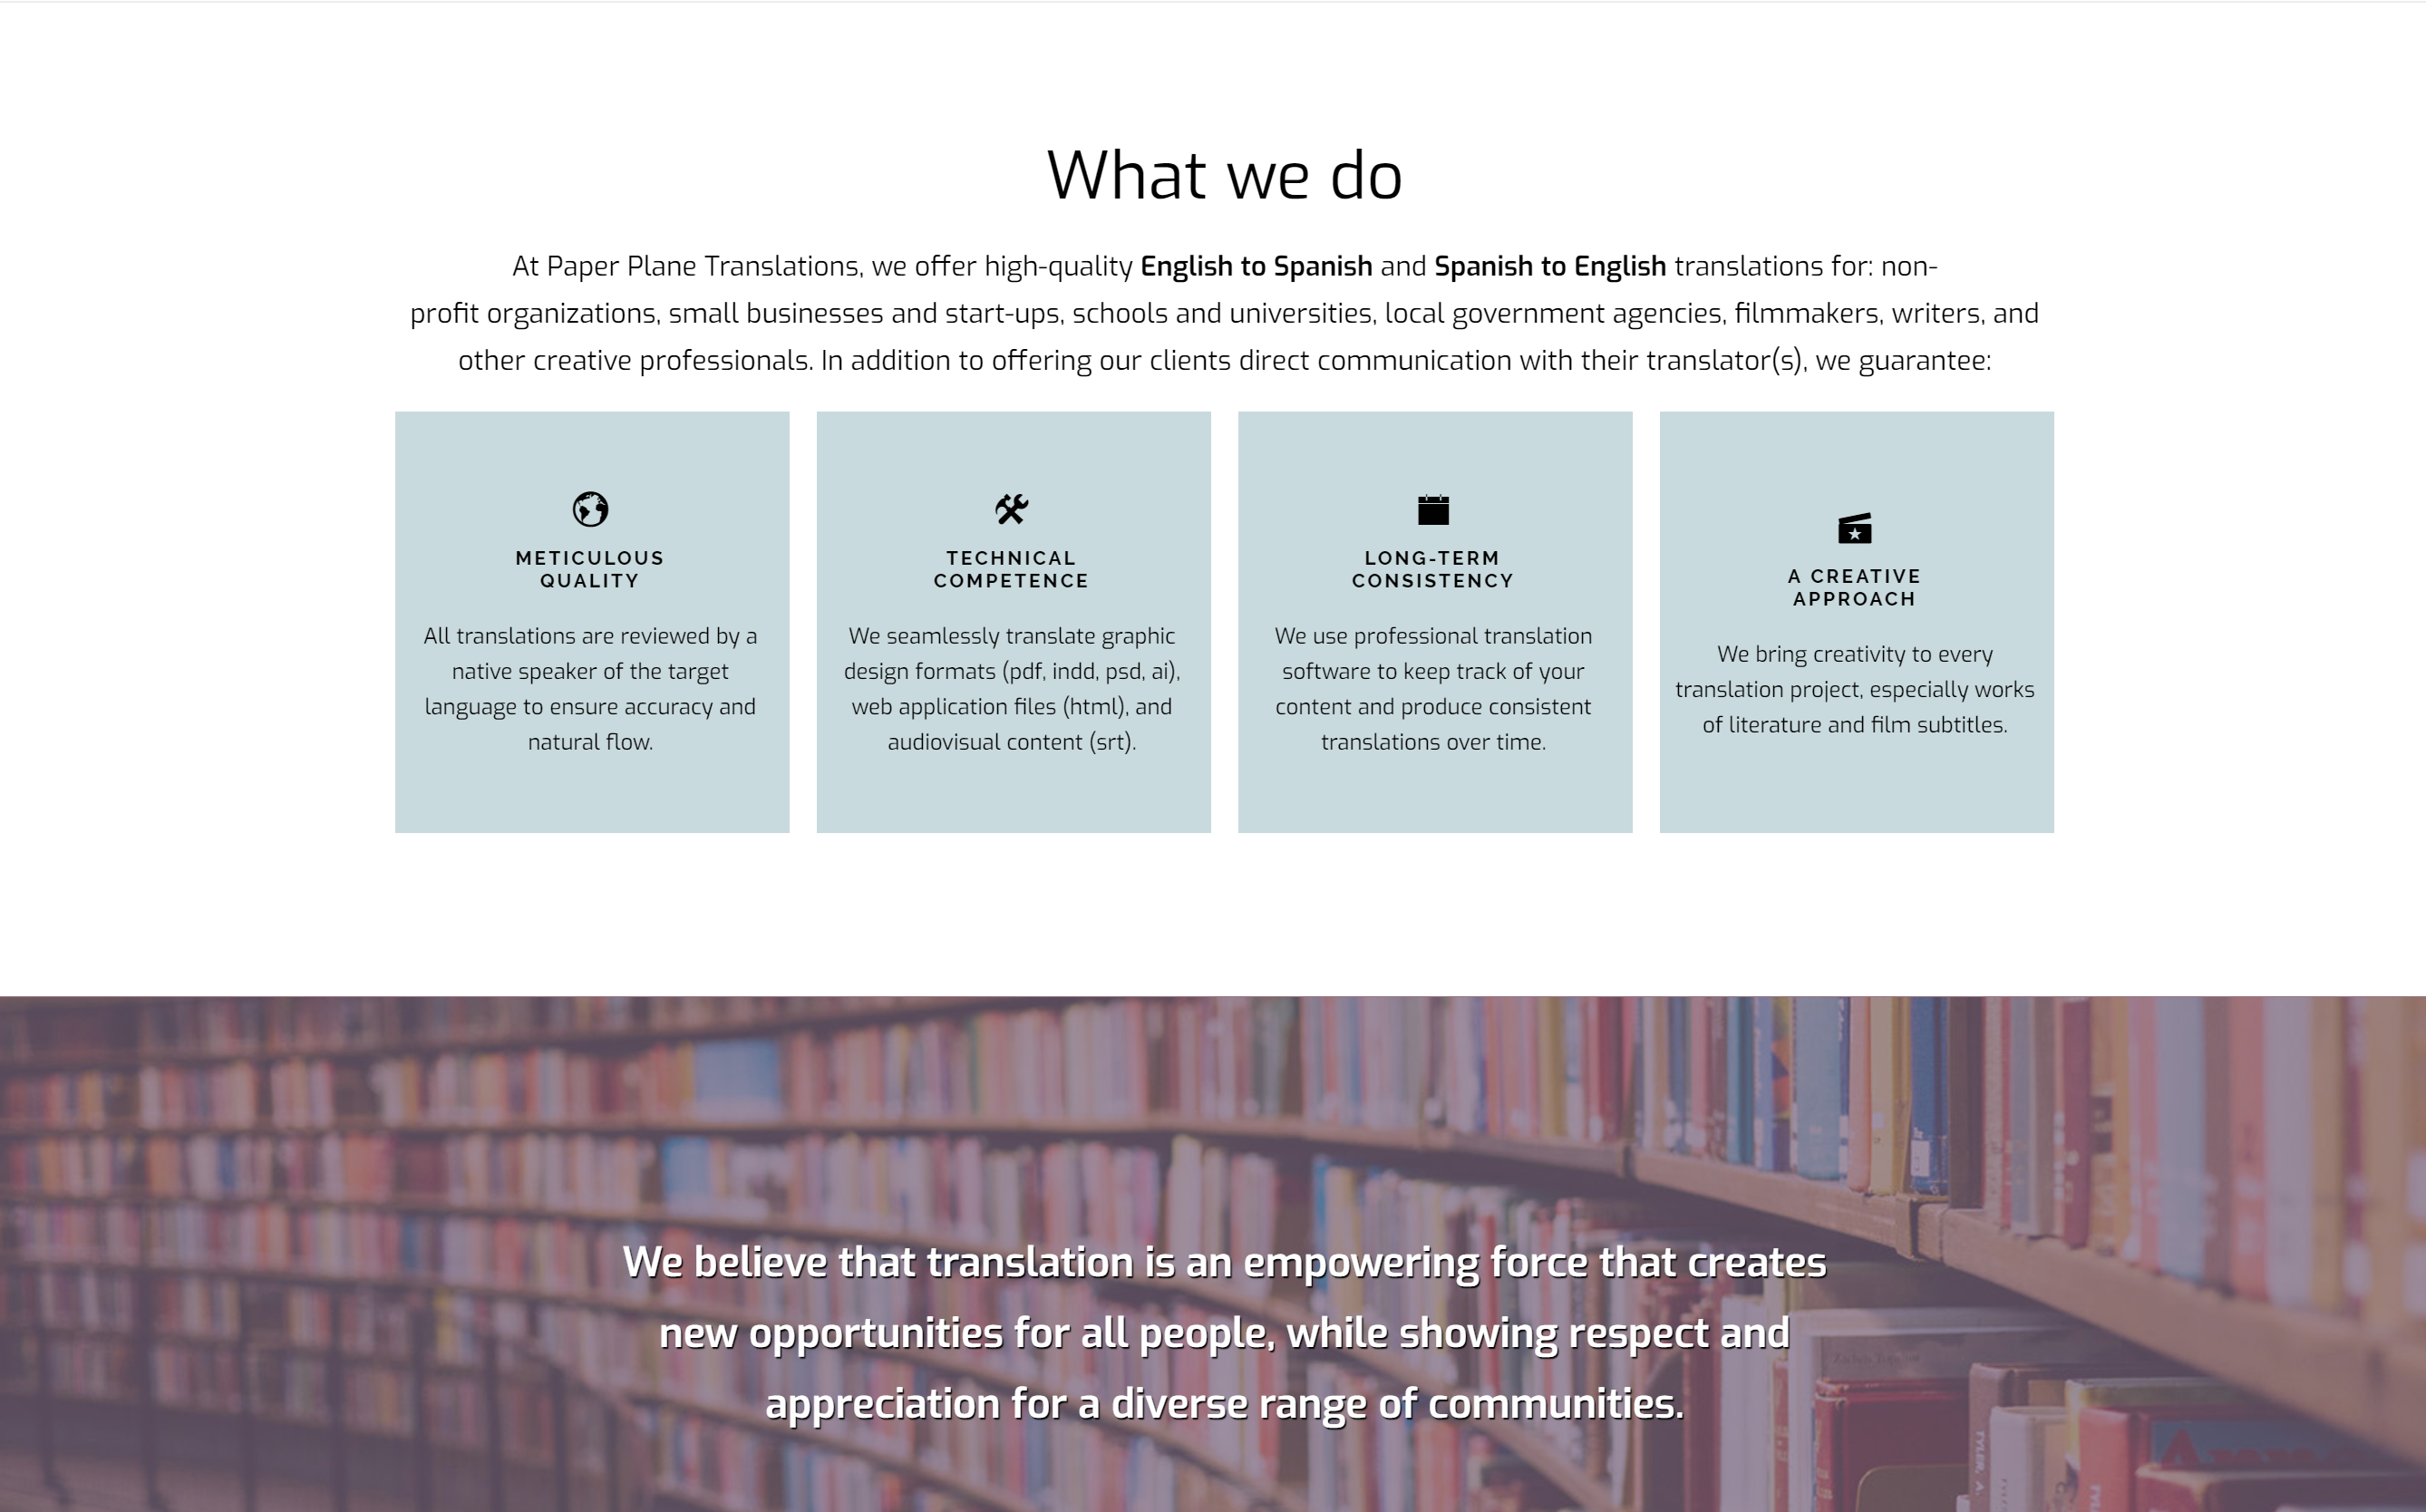 What we do
At Paper Plane Translations, we offer high-quality English to Spanish and Spanish to English translations for: non-
profit organizations, small businesses and start-ups, schools and universities, local government agencies, filmmakers, writers, and
other creative professionals. In addition to offering our clients direct communication with their translator(s), we guarantee:
METICULOUS
QUALITY
All translations are reviewed by a
native speaker of the target
language to ensure accuracy and
natural flow.
TECHNICAL
COMPETENCE
We seamlessly translate graphic
design formats (pdf, indd, psd, ai),
web application files (html), and
audiovisual content (srt).
LONG-TERM
CONSISTENCY
We use professional translation
software to keep track of your
content and produce consistent
translations over time.
A CREATIVE
APPROACH
We bring creativity to every
translation project, especially works
of literature and film subtitles.
We believe that translation is an empowering force that creates
new opportunities for all people, while showing respect and
appreciation for a diverse range of communities.